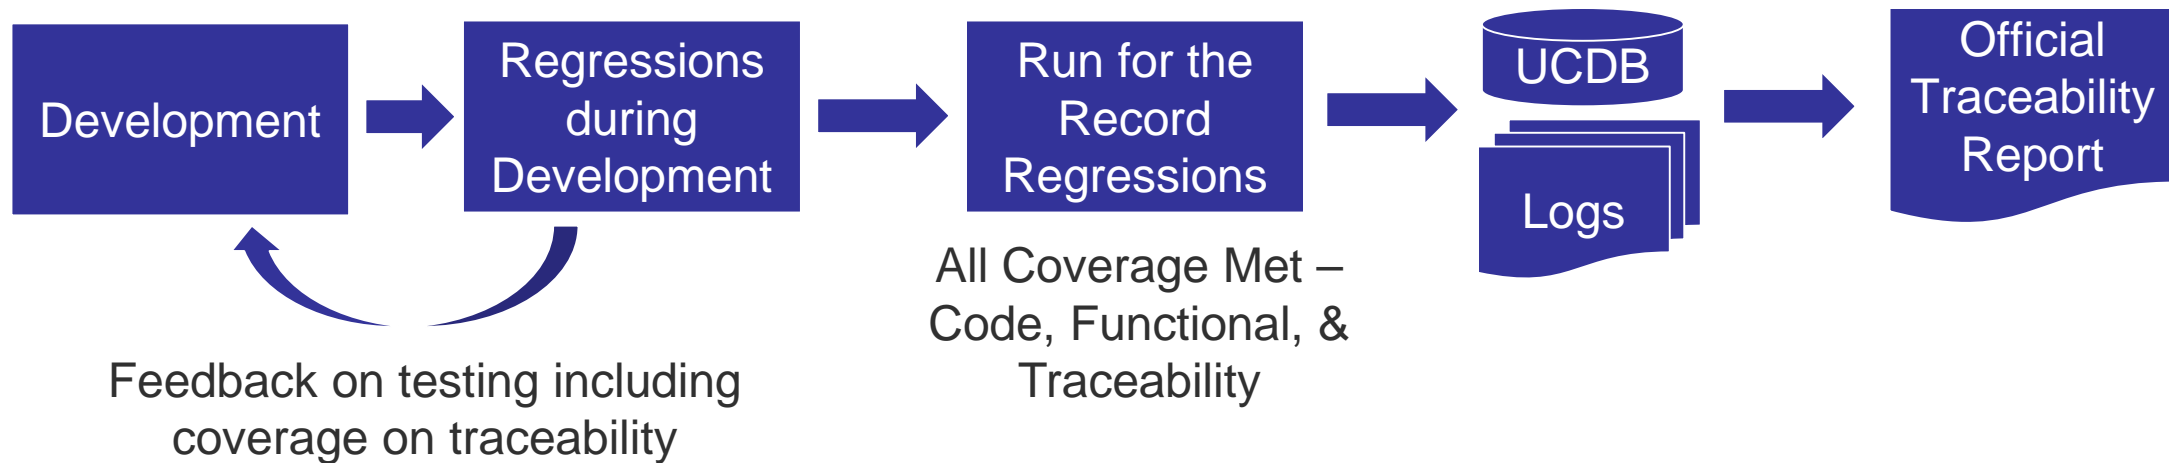 Development
Regressions
during
Development
Run for the
Record
Regressions
UCDB
Logs
Official
Traceability
Report
All Coverage Met –
Code, Functional, &
Traceability
Feedback on testing including
coverage on traceability